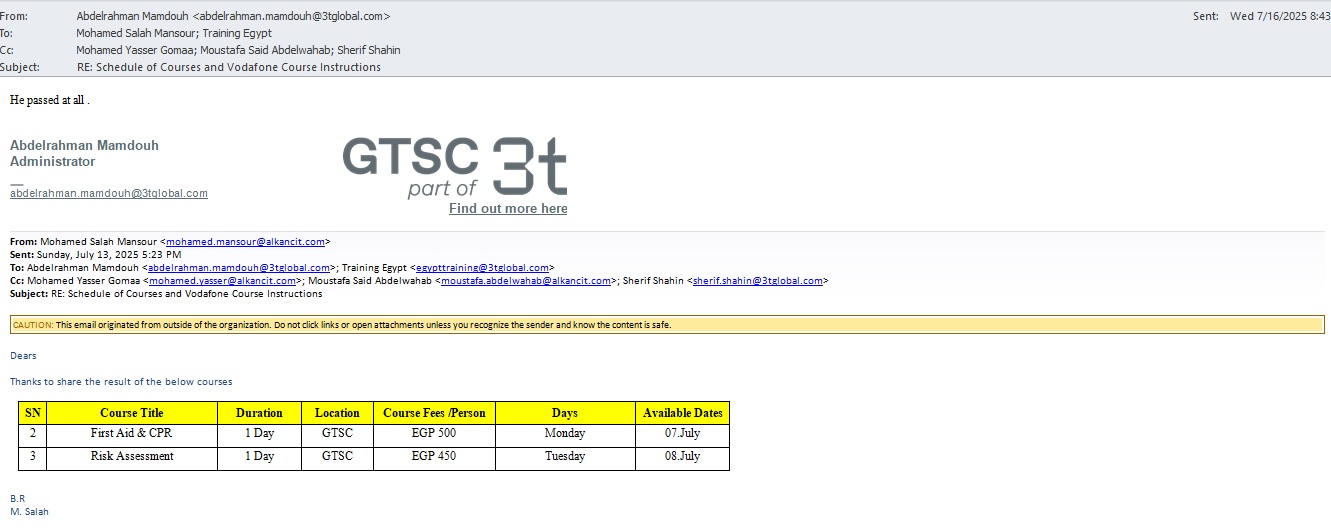 From: Abdelrahman Mamdouh <abdelrahman.mamdouh@3tglobal.com> Sent: Wed 7/16/2025 8:43
To: Mohamed Salah Mansour; Training Egypt
Cc: Mohamed Yasser Gomaa; Moustafa Said Abdelwahab; Sherif Shahin
Subject: RE: Schedule of Courses and Vodafone Course Instructions
He passed at all .
Abdelrahman Mamdouh
Administrator
abdelrahman.mamdouh@3tglobal.com
GTSC 3t
part of
Find out more here
From: Mohamed Salah Mansour <mohamed.mansour@alkancit.com>
Sent: Sunday, July 13, 2025 5:23 PM
To: Abdelrahman Mamdouh <abdelrahman.mamdouh@3tglobal.com>; Training Egypt <egypttraining@3tglobal.com>
Cc: Mohamed Yasser Gomaa <mohamed.yasser@alkancit.com>; Moustafa Said Abdelwahab <moustafa.abdelwahab@alkancit.com>; Sherif Shahin <sherif.shahin@3tglobal.com>
Subject: RE: Schedule of Courses and Vodafone Course Instructions
CAUTION: This email originated from outside of the organization. Do not click links or open attachments unless you recognize the sender and know the content is safe.
Dears
Thanks to share the result of the below courses
SN Course Title Duration Location Course Fees /Person Days Available Dates
2 First Aid & CPR 1 Day GTSC EGP 500 Monday 07.July
3 Risk Assessment 1 Day GTSC EGP 450 Tuesday 08.July
B.R
M. Salah